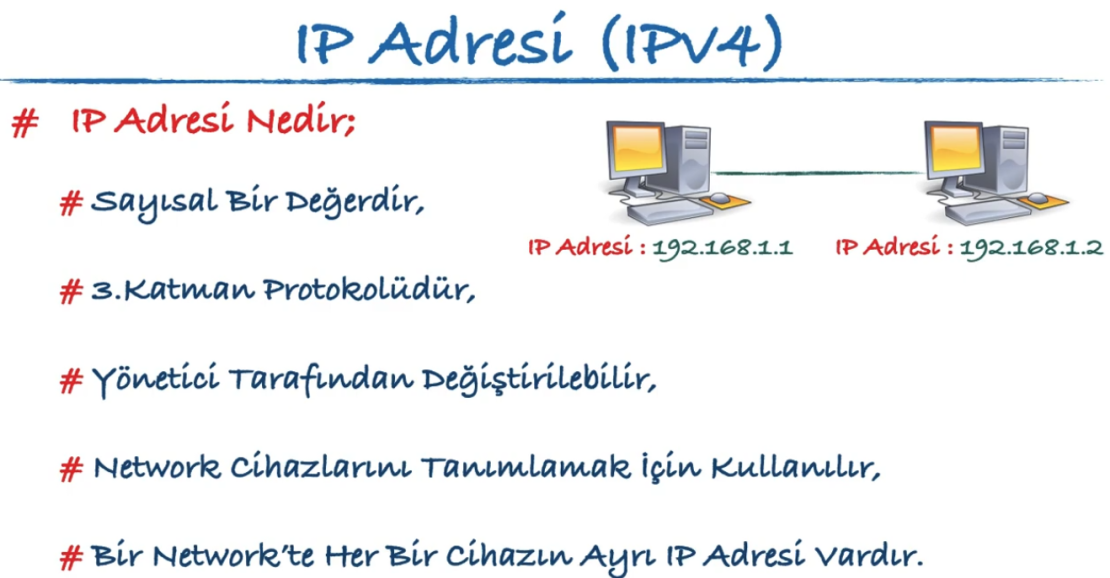 IP Adresi (IPv4)
# IP Adresi Nedir;
# Sayısal Bir Değerdir,
IP Adresi : 192.168.1.1
IP Adresi : 192.168.1.2
# 3.Katman Protokolüdür,
# Yönetici Tarafından Değiştirilebilir,
# Network Cihazlarını Tanımlamak İçin Kullanılır,
# Bir Network'te Her Bir Cihazın Ayrı IP Adresi Vardır.